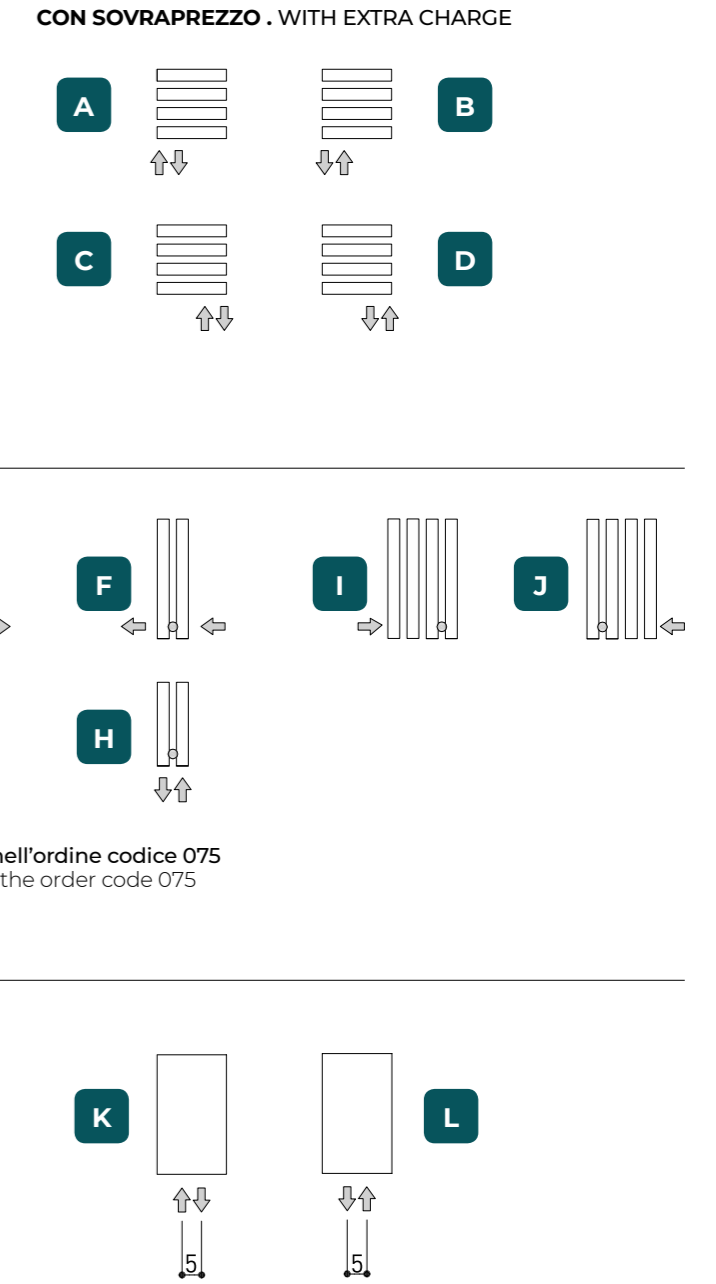 CON SOVRAPREZZO . WITH EXTRA CHARGE
A
B
C
D
F
I
J
H
nell’ordine codice 075
the order code 075
K
L
5
5